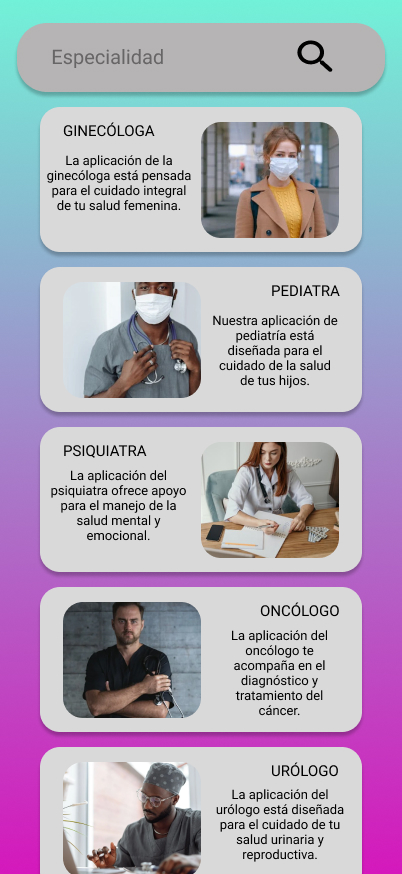 Especialidad
GINECÓLOGA
La aplicación de la
ginecóloga está pensada
para el cuidado integral
de tu salud femenina.
PEDIATRA
Nuestra aplicación de
pediatría está
diseñada para el
cuidado de la salud
de tus hijos.
PSIQUIATRA
La aplicación del
psiquiatra ofrece apoyo
para el manejo de la
salud mental y
emocional.
ONCÓLOGO
La aplicación del
oncólogo te
acompaña en el
diagnóstico y
tratamiento del
cáncer.
URÓLOGO
La aplicación del
urólogo está diseñada
para el cuidado de tu
salud urinaria y
reproductiva.